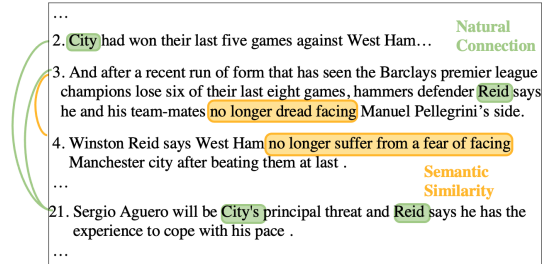 …
2. City had won their last five games against West Ham…
Natural
Connection
3. And after a recent run of form that has seen the Barclays premier league
champions lose six of their last eight games, hammers defender Reid says
he and his team-mates no longer dread facing Manuel Pellegrini's side.
4. Winston Reid says West Ham no longer suffer from a fear of facing
Manchester city after beating them at last .
…
Semantic
Similarity
21. Sergio Aguero will be City's principal threat and Reid says he has the
experience to cope with his pace .
…